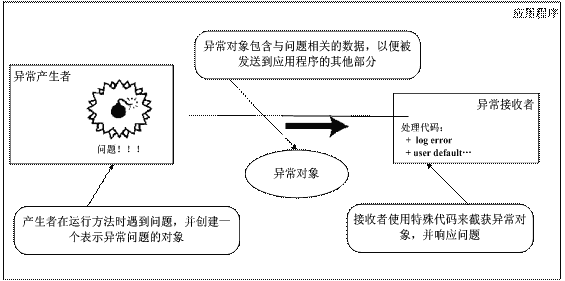 应用程序
异常对象包含与问题相关的数据，以便被
发送到应用程序的其他部分
异常产生者
问题！！！
异常接收者
处理代码：
+ log error
+ user default…
异常对象
产生者在运行方法时遇到问题，并创建一
个表示异常问题的对象
接收者使用特殊代码来截获异常对
象，并响应问题